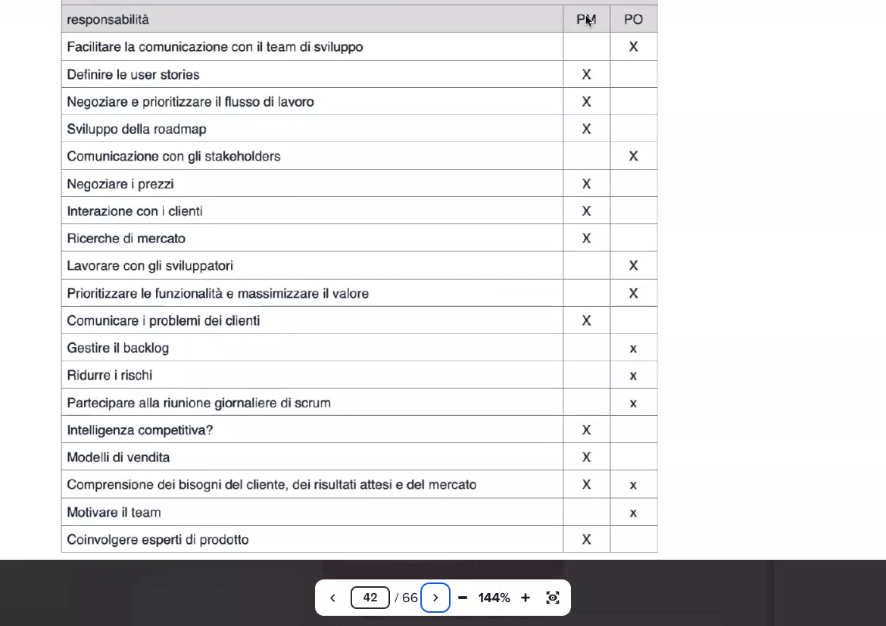 responsabilità PM PO
Facilitare la comunicazione con il team di sviluppo X
Definire le user stories X
Negoziare e prioritizzare il flusso di lavoro X
Sviluppo della roadmap X
Comunicazione con gli stakeholders X
Negoziare i prezzi X
Interazione con i clienti X
Ricerche di mercato X
Lavorare con gli sviluppatori X
Prioritizzare le funzionalità e massimizzare il valore X
Comunicare i problemi dei clienti X
Gestire il backlog x
Ridurre i rischi x
Partecipare alla riunione giornaliere di scrum x
Intelligenza competitiva? X
Modelli di vendita X
Comprensione dei bisogni del cliente, dei risultati attesi e del mercato X x
Motivare il team x
Coinvolgere esperti di prodotto X
42 / 66 144%